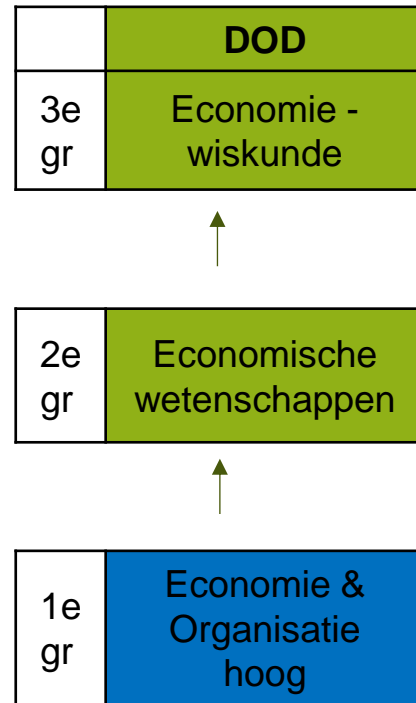 DOD
3e
gr
Economie -
wiskunde
2e
gr
Economische
wetenschappen
1e
gr
Economie &
Organisatie
hoog